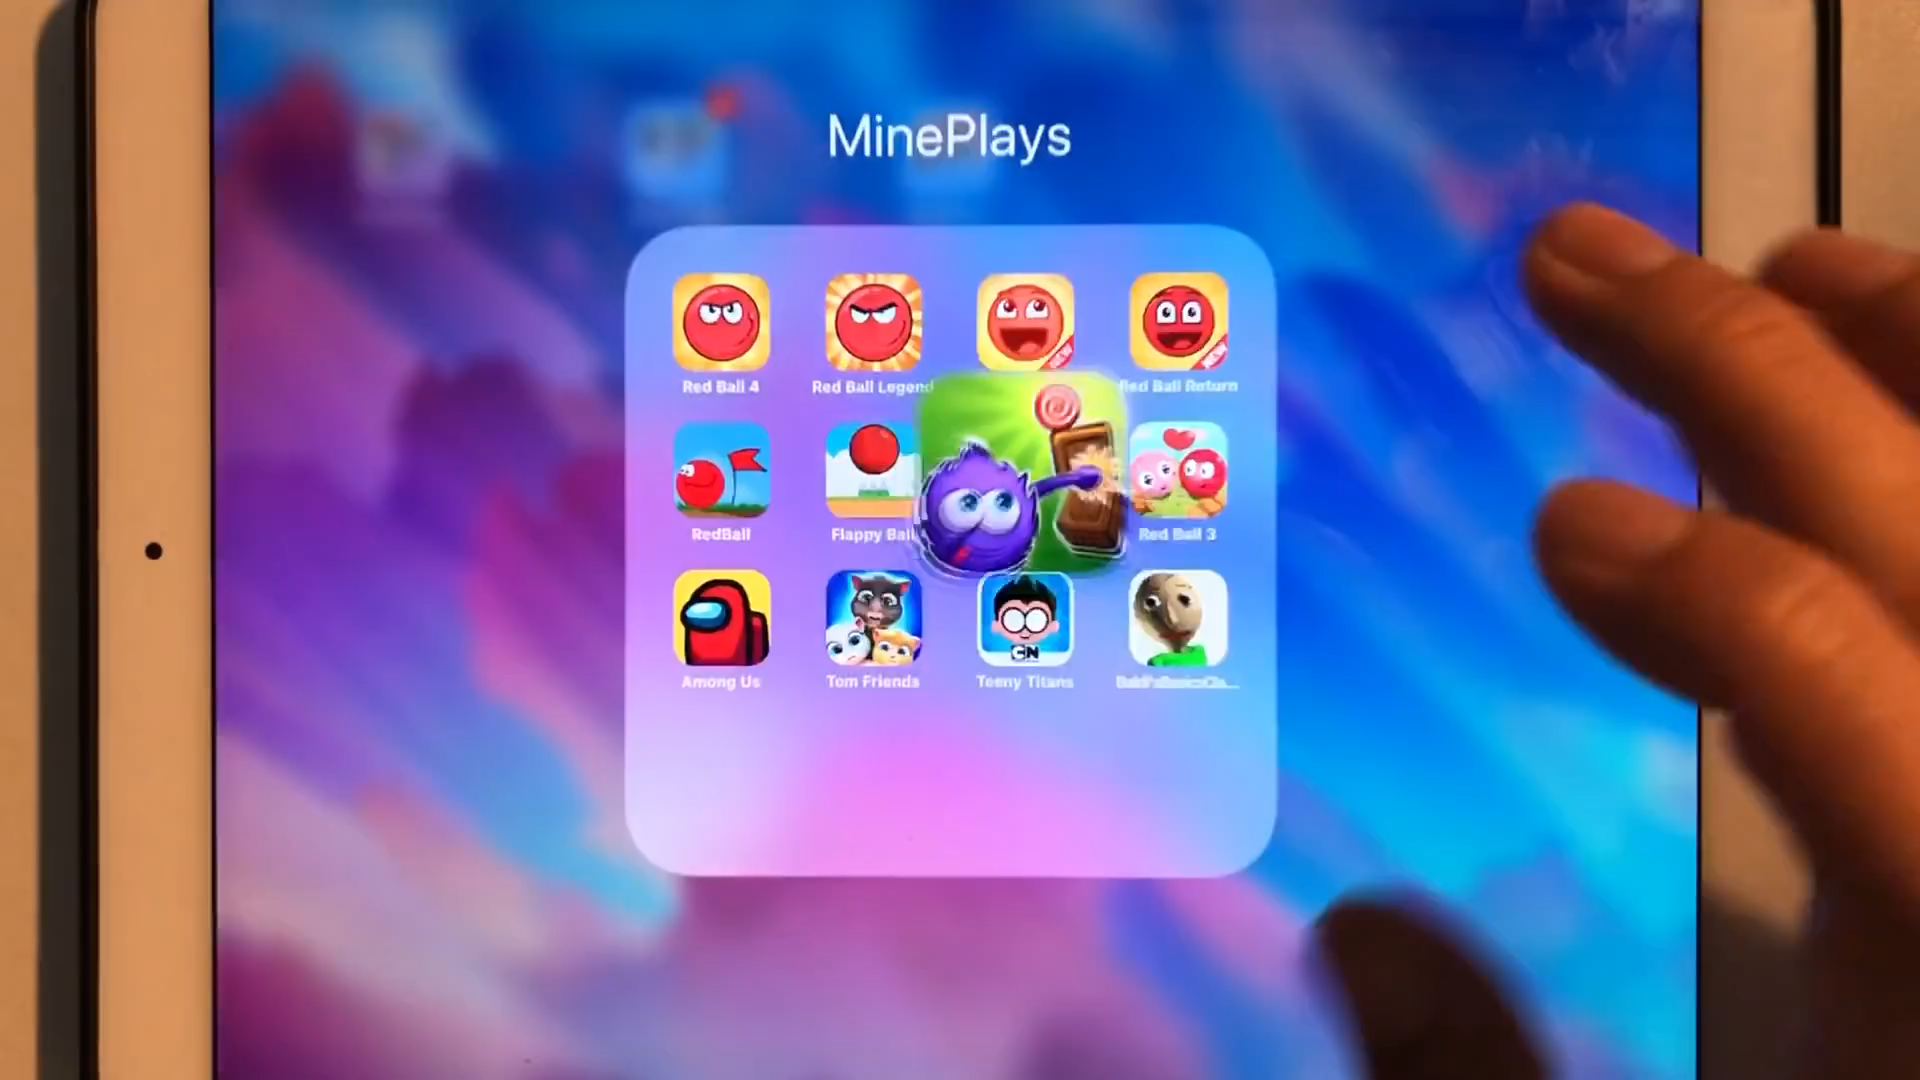 MinePlays
Red Ball 4
Red Ball Legend
Red Ball Return
RedBall
Flappy Ball
Red Ball 3
CN
Among Us
Tom Friends
Teeny Titans